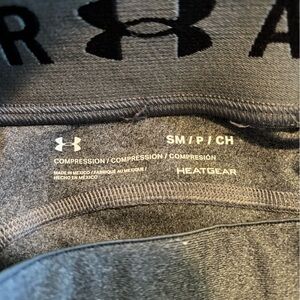 R A
SM / P / CH
COMPRESSION / COMPRESSION / COMPRESIÓN
MADE IN MEXICO / FABRIQUÉ AU MEXIQUE /
HECHO EN MÉXICO
HEATGEAR